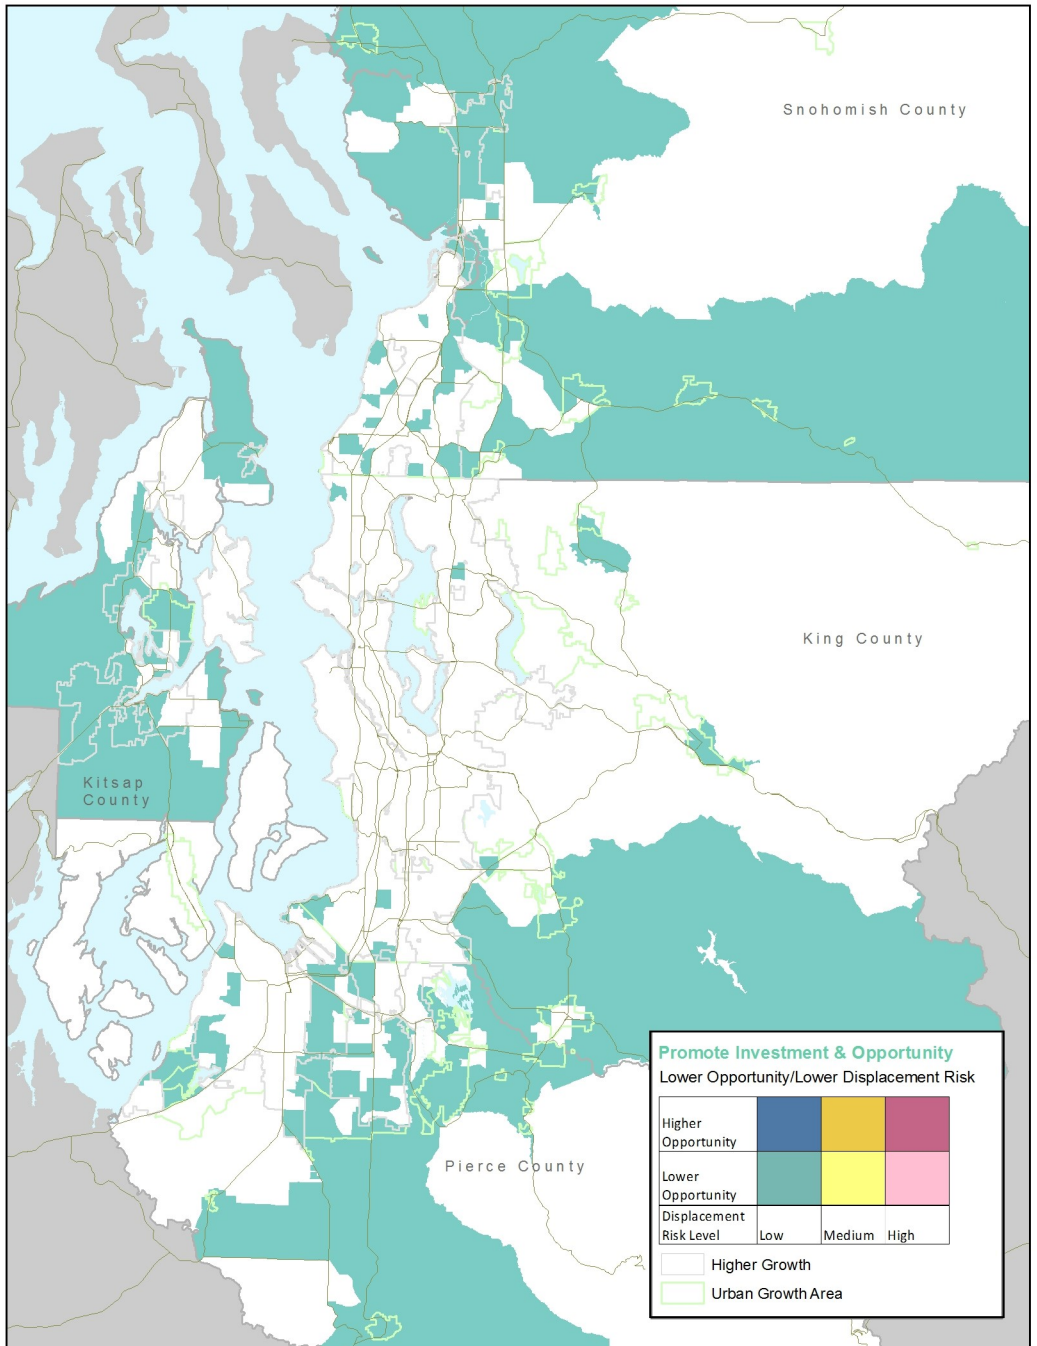 Snohomish County
King County
Kitsap
County
Pierce County
Promote Investment & Opportunity
Lower Opportunity/Lower Displacement Risk
Higher
Opportunity
Lower
Opportunity
Displacement
Risk Level
Low
Medium
High
Higher Growth
Urban Growth Area